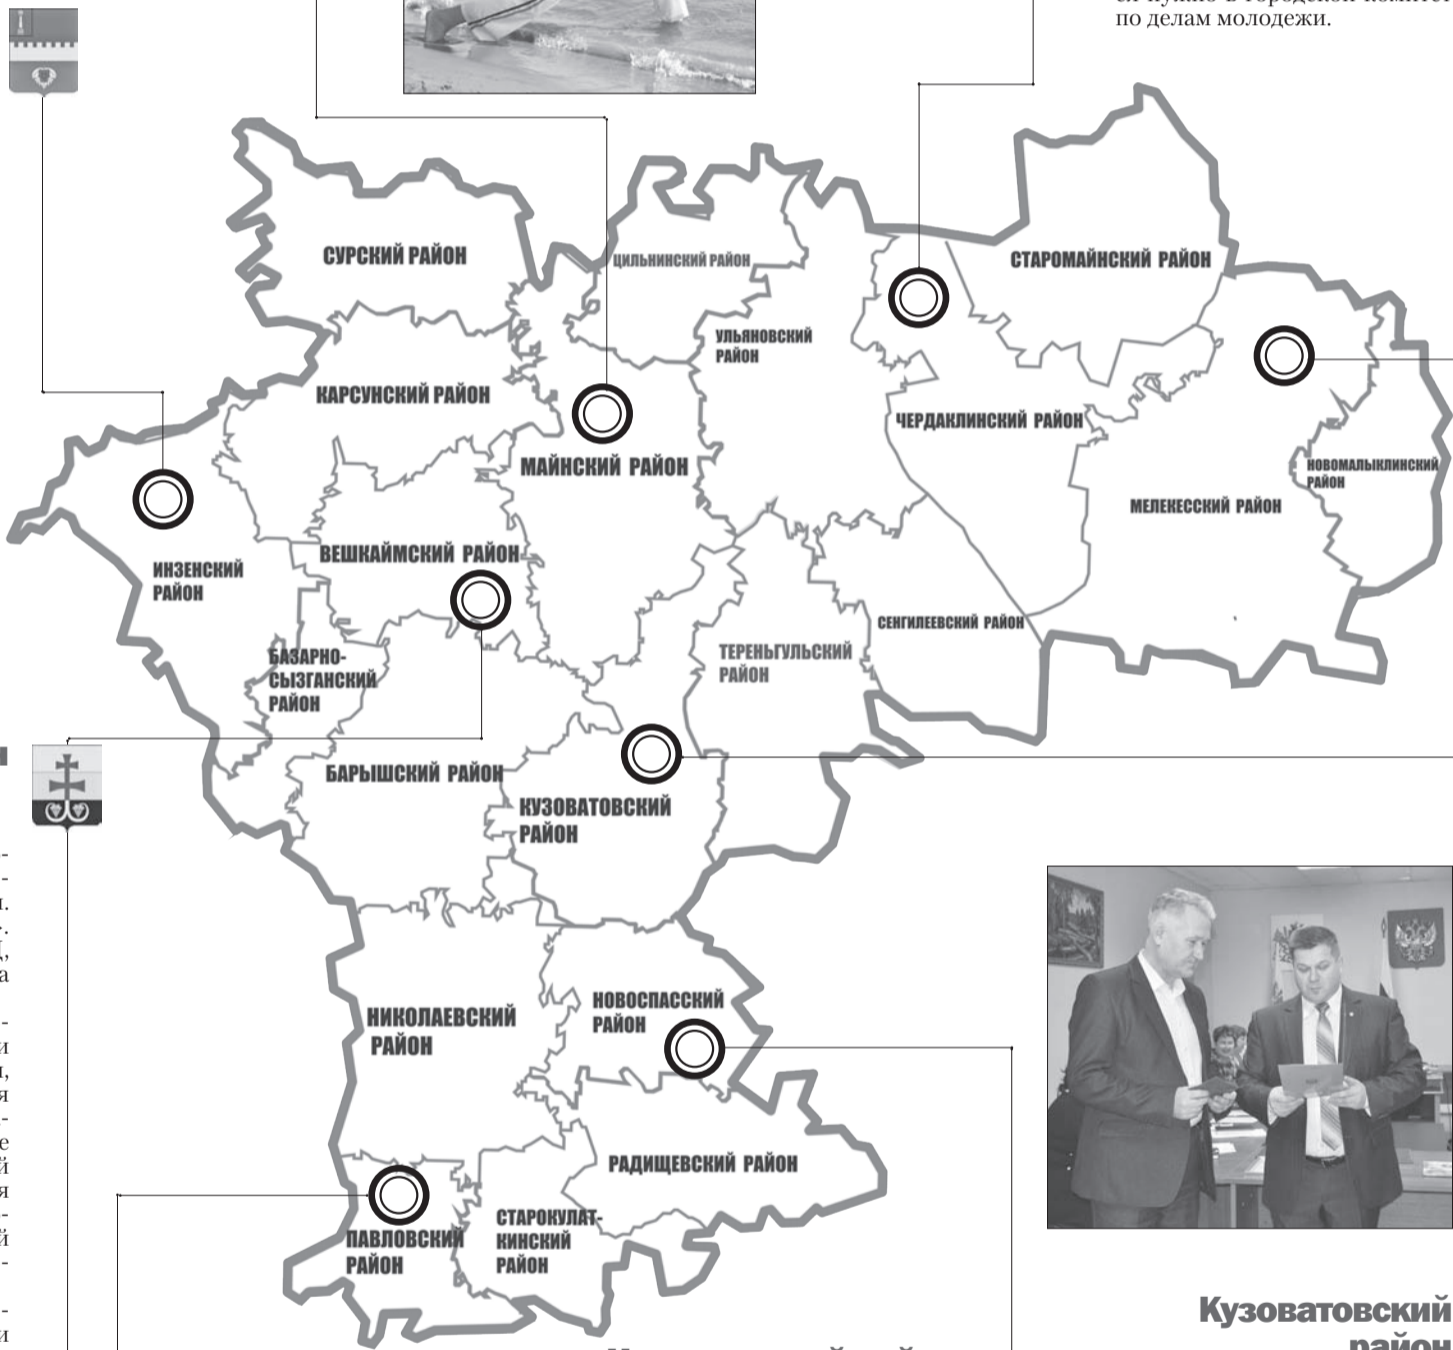 по делам молодежи.
СУРСКИЙ РАЙОН
ЦИЛЬНИНСКИЙ РАЙОН
СТАРОМАЙНСКИЙ РАЙОН
УЛЬЯНОВСКИЙ
РАЙОН
КАРСУНСКИЙ РАЙОН
ЧЕРДАКЛИНСКИЙ РАЙОН
МАЙНСКИЙ РАЙОН
НОВОМАЛЫКЛИНСКИЙ
РАЙОН
МЕЛЕКЕССКИЙ РАЙОН
ВЕШКАЙМСКИЙ РАЙОН
ИНЗЕНСКИЙ
РАЙОН
СЕНГИЛЕЕВСКИЙ РАЙОН
ТЕРЕНЬГУЛЬСКИЙ
РАЙОН
БАЗАРНО-
СЫЗГАНСКИЙ
РАЙОН
БАРЫШСКИЙ РАЙОН
КУЗОВАТОВСКИЙ
РАЙОН
НИКОЛАЕВСКИЙ
РАЙОН
НОВОСПАССКИЙ
РАЙОН
РАДИЩЕВСКИЙ РАЙОН
СТАРОКУЛАТ-
КИНСКИЙ
РАЙОН
ПАВЛОВСКИЙ
РАЙОН
Кузоватовский
район